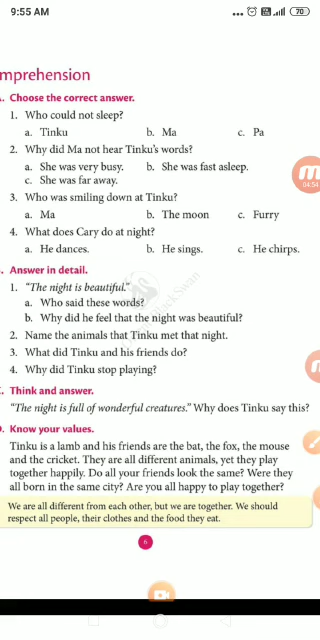 9:55 AM
70
mprehension
. Choose the correct answer.
1. Who could not sleep?
a. Tinku b. Ma c. Pa
2. Why did Ma not hear Tinku's words?
a. She was very busy. b. She was fast asleep.
c. She was far away.
3. Who was smiling down at Tinku?
a. Ma b. The moon c. Furry
4. What does Cary do at night?
a. He dances. b. He sings. c. He chirps.
04:54
. Answer in detail.
1. "The night is beautiful."
a. Who said these words?
b. Why did he feel that the night was beautiful?
2. Name the animals that Tinku met that night.
3. What did Tinku and his friends do?
4. Why did Tinku stop playing?
. Think and answer.
"The night is full of wonderful creatures." Why does Tinku say this?
. Know your values.
Tinku is a lamb and his friends are the bat, the fox, the mouse
and the cricket. They are all different animals, yet they play
together happily. Do all your friends look the same? Were they
all born in the same city? Are you all happy to play together?
We are all different from each other, but we are together. We should
respect all people, their clothes and the food they eat.
6